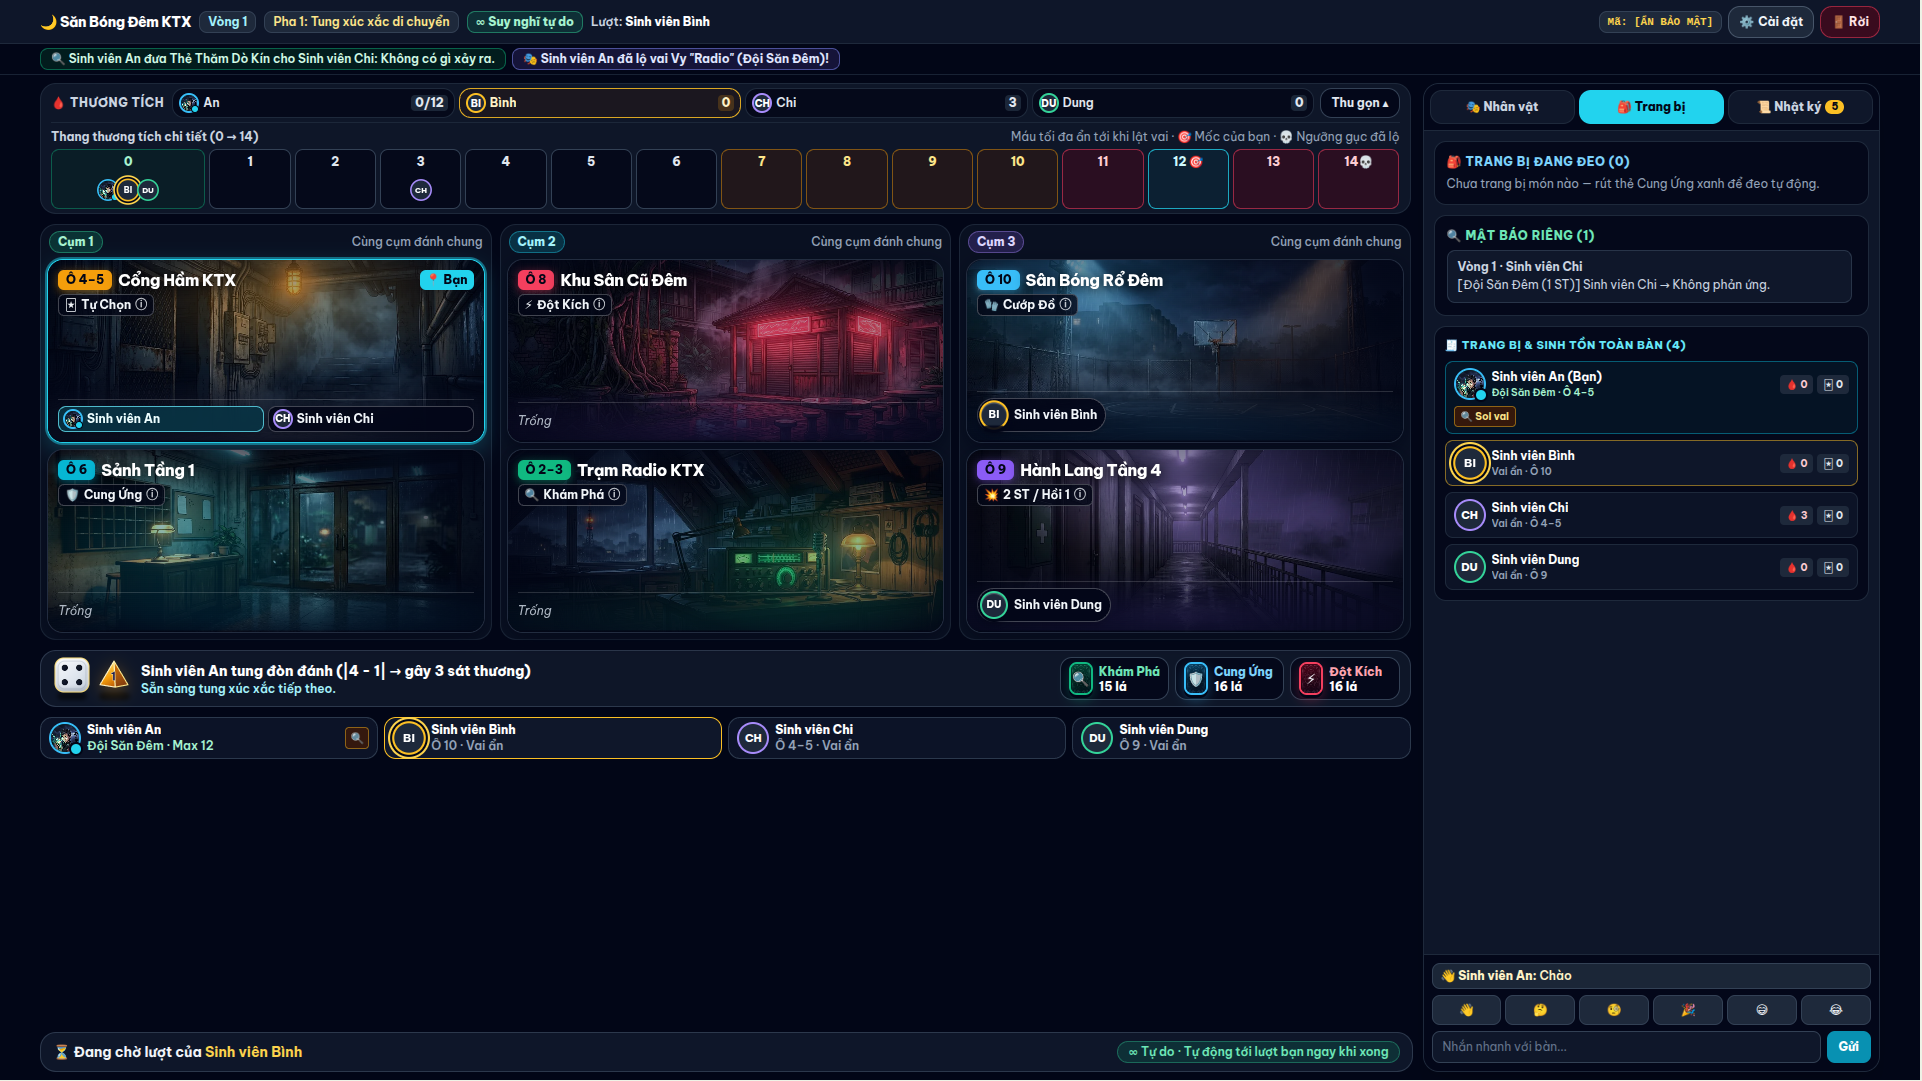 🌙 Săn Bóng Đêm KTX
Vòng 1
Pha 1: Tung xúc xắc di chuyển
∞ Suy nghĩ tự do
Lượt: Sinh viên Bình
Mã: [ẨN BẢO MẬT]
⚙️ Cài đặt
🚪 Rời
🔍 Sinh viên An đưa Thẻ Thăm Dò Kín cho Sinh viên Chi: Không có gì xảy ra.
🎭 Sinh viên An đã lộ vai Vy "Radio" (Đội Săn Đêm)!
🩸 THƯƠNG TÍCH
An
0/12
BI Bình
0
CH Chi
3
DU Dung
0
Thu gọn ▴
Thang thương tích chi tiết (0 → 14)
Máu tối đa ẩn tới khi lật vai · 🎯 Mốc của bạn · 💀 Ngưỡng gục đã lộ
0
1
2
3
4
5
6
7
8
9
10
11
12 🎯
13
14💀
BI
DU
CH
Cụm 1
Cùng cụm đánh chung
Ô 4-5
Cổng Hầm KTX
📍 Bạn
🃏 Tự Chọn ⓘ
Sinh viên An
CH Sinh viên Chi
Ô 6
Sảnh Tầng 1
🛡️ Cung Ứng ⓘ
Trống
Cụm 2
Cùng cụm đánh chung
Ô 8
Khu Sân Cũ Đêm
⚡ Đột Kích ⓘ
Trống
Ô 2-3
Trạm Radio KTX
🔍 Khám Phá ⓘ
Trống
Cụm 3
Cùng cụm đánh chung
Ô 10
Sân Bóng Rổ Đêm
🧤 Cướp Đồ ⓘ
BI Sinh viên Bình
Ô 9
Hành Lang Tầng 4
💥 2 ST / Hồi 1 ⓘ
DU Sinh viên Dung
1
Sinh viên An tung đòn đánh (|4 - 1| → gây 3 sát thương)
Sẵn sàng tung xúc xắc tiếp theo.
🔍 Khám Phá
15 lá
🛡️ Cung Ứng
16 lá
⚡ Đột Kích
16 lá
Sinh viên An
Đội Săn Đêm · Max 12
🔍
BI Sinh viên Bình
Ô 10 · Vai ẩn
CH Sinh viên Chi
Ô 4-5 · Vai ẩn
DU Sinh viên Dung
Ô 9 · Vai ẩn
⏳ Đang chờ lượt của Sinh viên Bình
∞ Tự do · Tự động tới lượt bạn ngay khi xong
🎭 Nhân vật
🎒 Trang bị
📜 Nhật ký 5
🎒 TRANG BỊ ĐANG ĐEO (0)
Chưa trang bị món nào — rút thẻ Cung Ứng xanh để đeo tự động.
🔍 MẬT BÁO RIÊNG (1)
Vòng 1 · Sinh viên Chi
[Đội Săn Đêm (1 ST)] Sinh viên Chi → Không phản ứng.
🧾 TRANG BỊ & SINH TỒN TOÀN BÀN (4)
Sinh viên An (Bạn)
Đội Săn Đêm · Ô 4-5
🩸 0
🃏 0
🔍 Soi vai
BI Sinh viên Bình
Vai ẩn · Ô 10
🩸 0
🃏 0
CH Sinh viên Chi
Vai ẩn · Ô 4-5
🩸 3
🃏 0
DU Sinh viên Dung
Vai ẩn · Ô 9
🩸 0
🃏 0
👋 Sinh viên An: Chào
👋 🤔 🧐 🎉 😅 😂
Nhắn nhanh với bàn...
Gửi